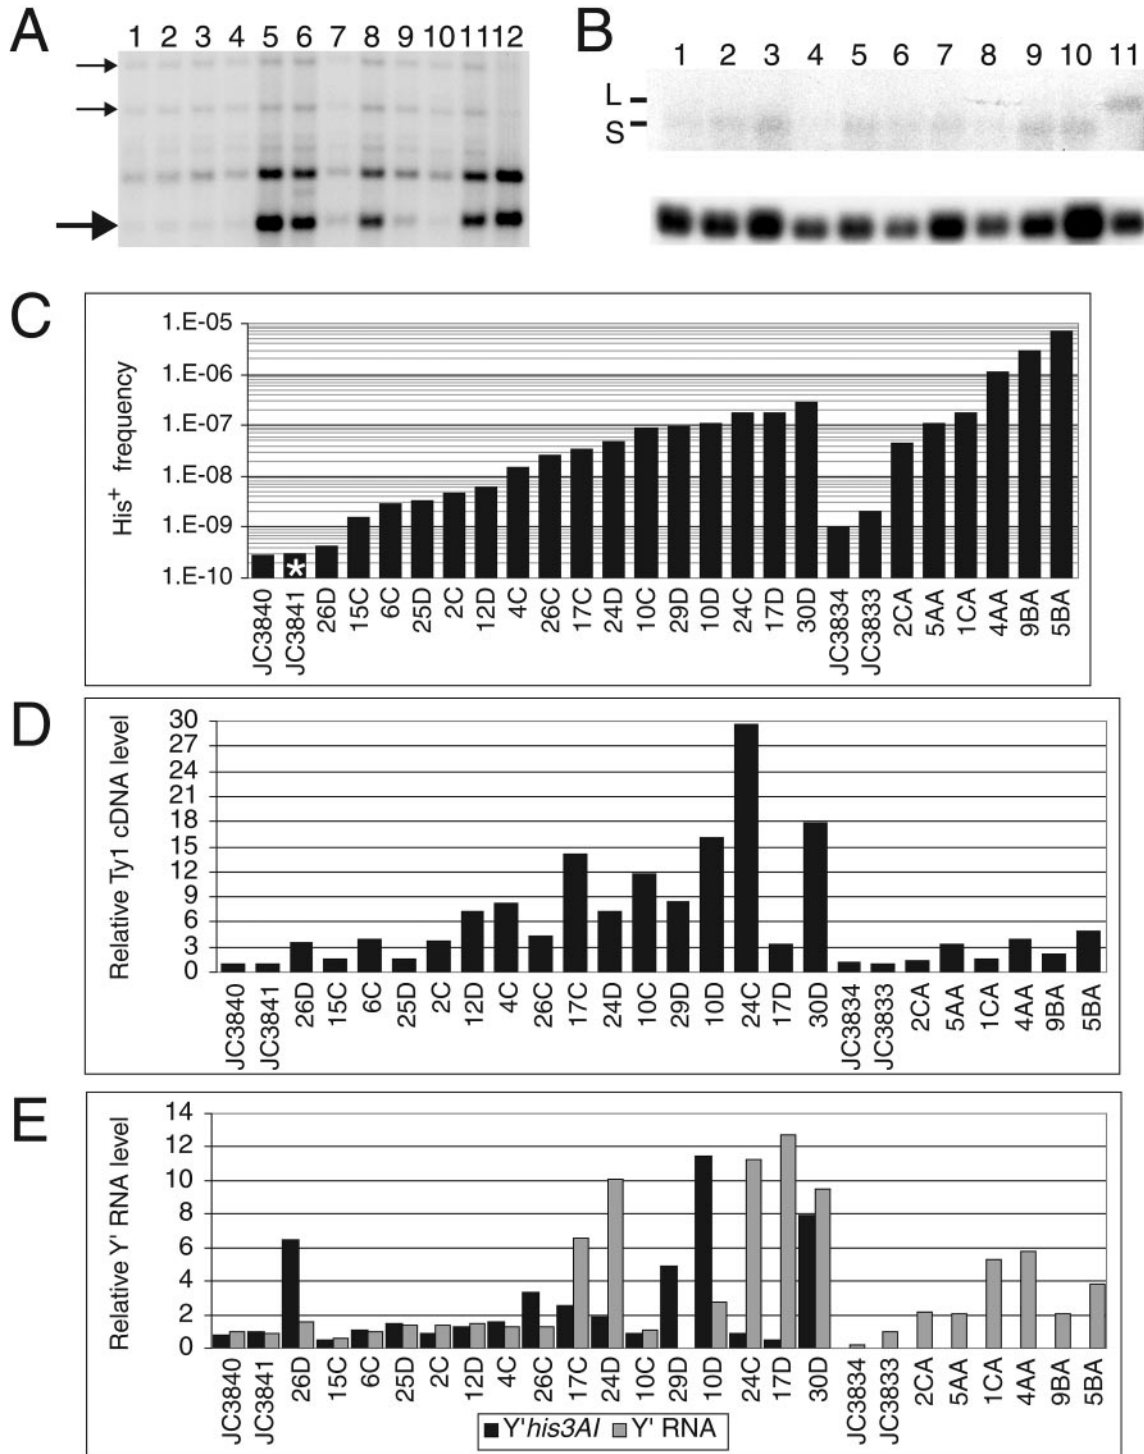 A
1 2 3 4 5 6 7 8 9 10 11 12
B
1 2 3 4 5 6 7 8 9 10 11
L
S
C
His+ frequency
1.E-05
1.E-06
1.E-07
1.E-08
1.E-09
1.E-10
*
JC3840 JC3841 26D 15C 6C 25D 2C 12D 4C 26C 17C 24D 10C 29D 10D 24C 17D 30D JC3834 JC3833 2CA 5AA 1CA 4AA 9BA 5BA
D
Relative Ty1 cDNA level
30
27
24
21
18
15
12
9
6
3
0
JC3840 JC3841 26D 15C 6C 25D 2C 12D 4C 26C 17C 24D 10C 29D 10D 24C 17D 30D JC3834 JC3833 2CA 5AA 1CA 4AA 9BA 5BA
E
Relative Y' RNA level
14
12
10
8
6
4
2
0
JC3840 JC3841 26D 15C 6C 25D 2C 12D 4C 26C 17C 24D 10C 29D 10D 24C 17D 30D JC3834 JC3833 2CA 5AA 1CA 4AA 9BA 5BA
Y'his3AI Y' RNA